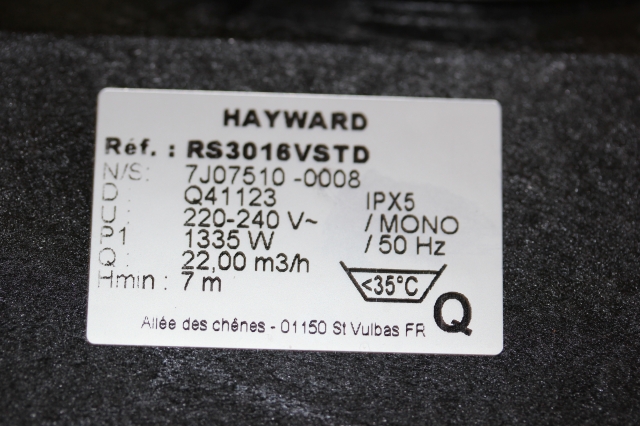 HAYWARD
Réf. : RS3016VSTD
N/S: 7J07510 -0008
D : Q41123 IPX5
U : 220-240 V~ / MONO
P1 1335 W / 50 Hz
Q : 22,00 m3/h
<35°C
Hmin : 7 m
Q
Allée des chênes - 01150 St Vulbas FR